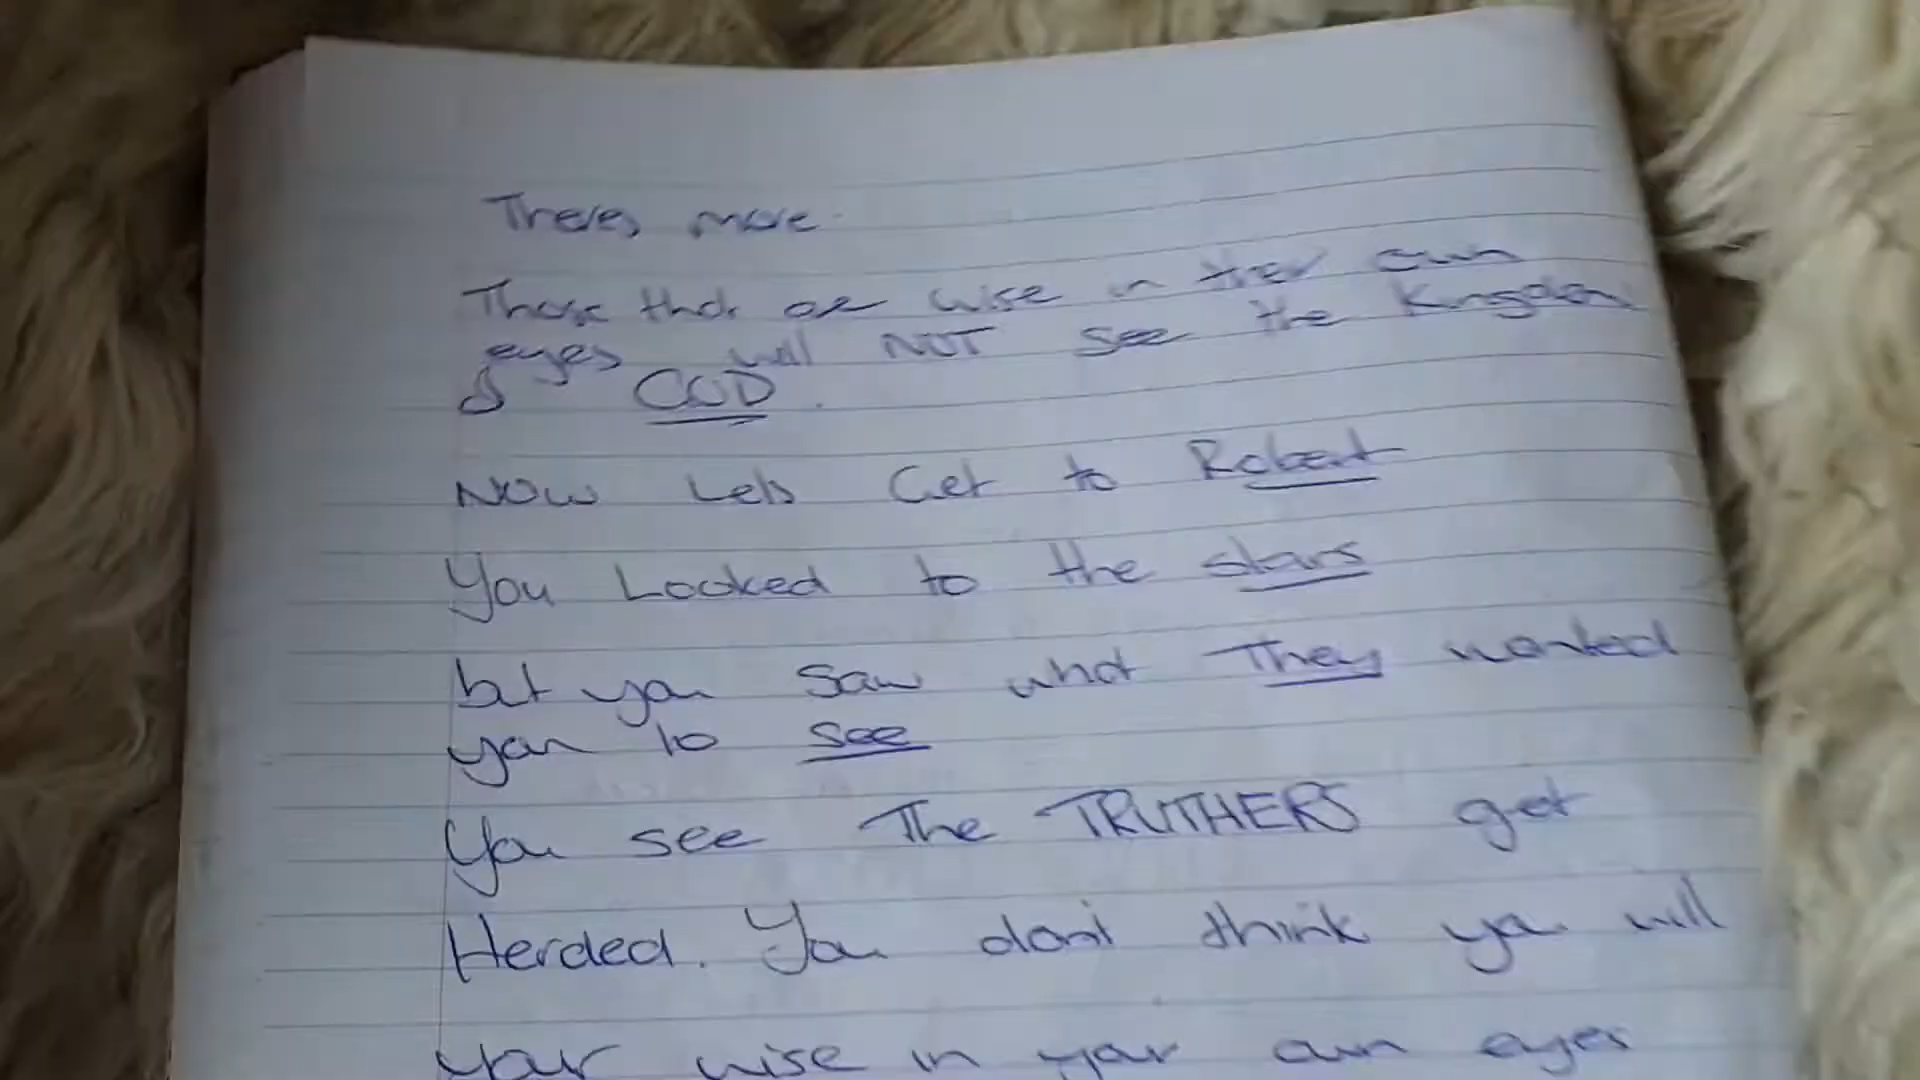 Theres more.
Those that are wise in their own
eyes will NOT see the Kingdom
of GOD.
NOW Lets Get to Robert
You Looked to the stars
but you saw what They wanted
you to see
You see The TRUTHERS get
Herded. You dont think you will
your wise in your own eyes